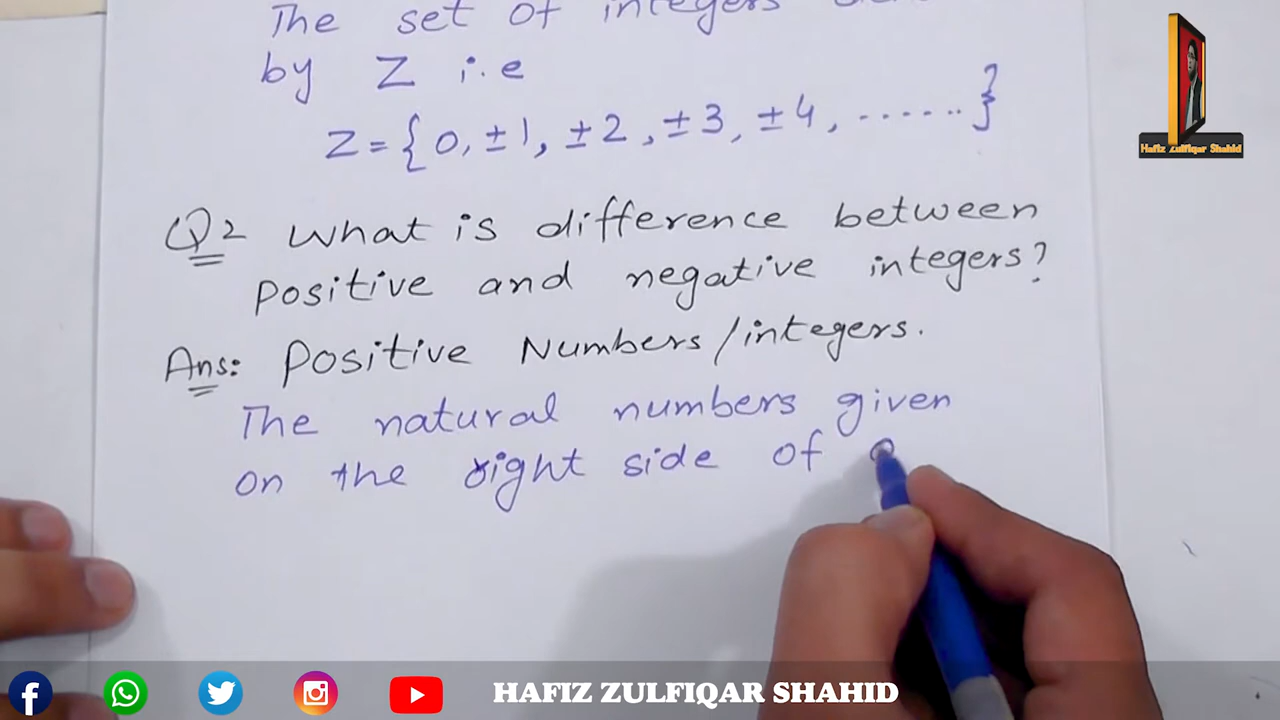 The set of integers
by Z i.e
Z = {0, ±1, ±2, ±3, ±4, ......}
Q2 What is difference between
positive and negative integers?
Ans: Positive Numbers/integers.
The natural numbers given
on the right side of
Hafiz Zulfiqar Shahid
HAFIZ ZULFIQAR SHAHID